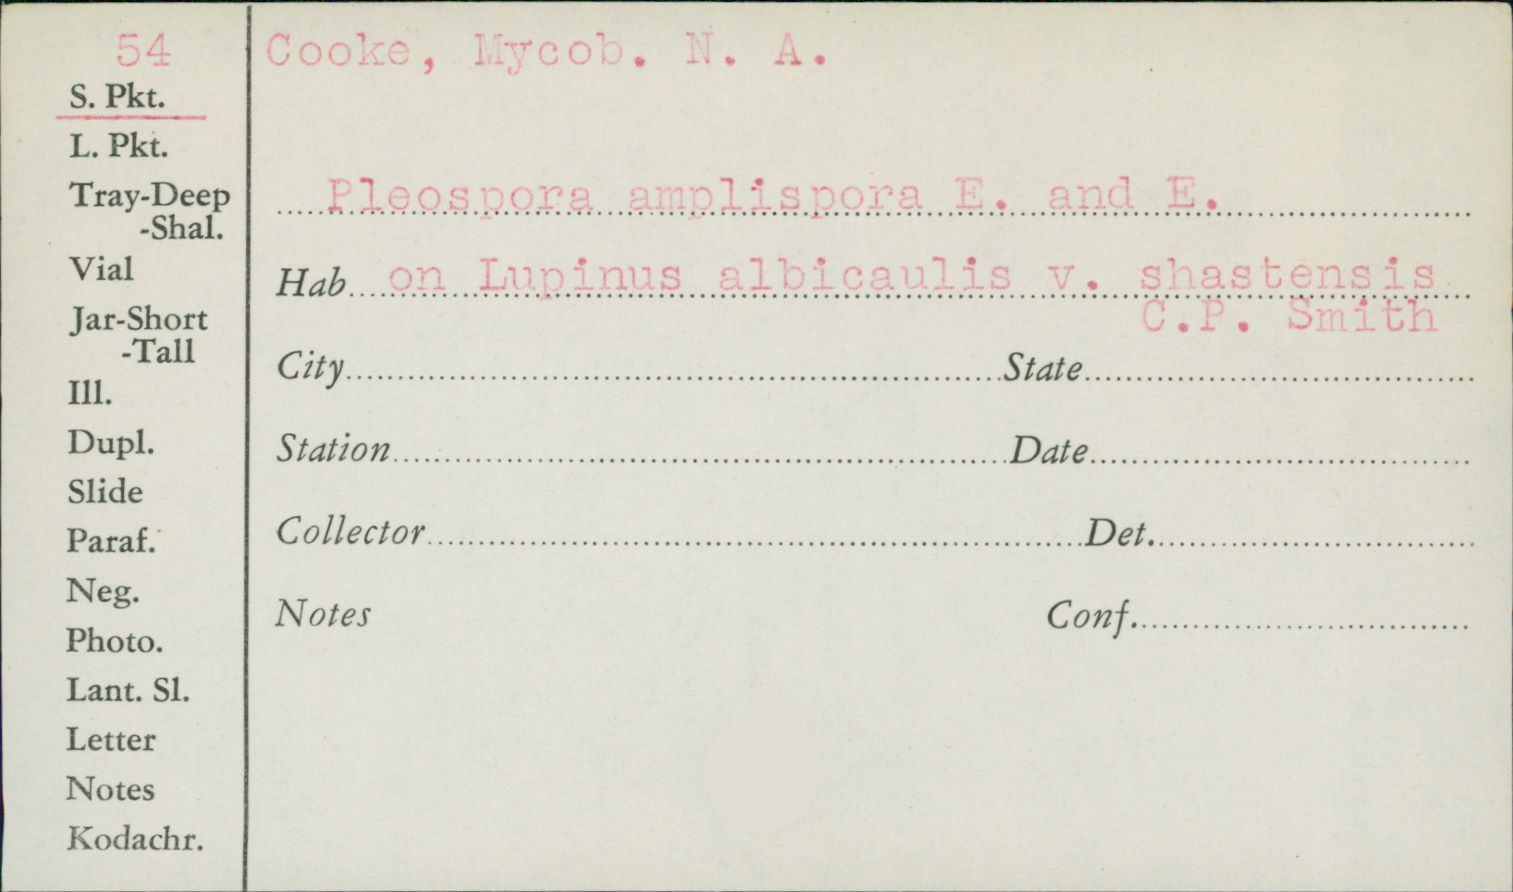 54
S. Pkt.
L. Pkt.
Tray-Deep
-Shal.
Vial
Jar-Short
-Tall
Ill.
Dupl.
Slide
Paraf.
Neg.
Photo.
Lant. Sl.
Letter
Notes
Kodachr.
Cooke, Mycob. N. A.
Pleospora amplispora E. and E.
Hab. on Lupinus albicaulis v. shastensis
C.P. Smith
City State
Station Date
Collector Det.
Notes Conf.